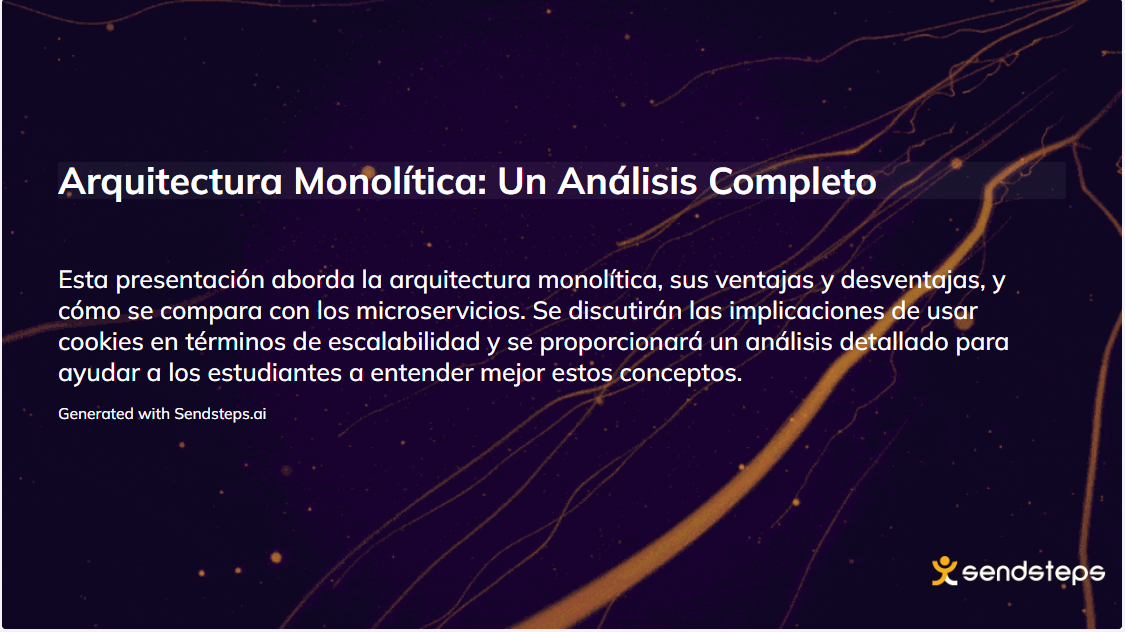 Arquitectura Monolítica: Un Análisis Completo
Esta presentación aborda la arquitectura monolítica, sus ventajas y desventajas, y
cómo se compara con los microservicios. Se discutirán las implicaciones de usar
cookies en términos de escalabilidad y se proporcionará un análisis detallado para
ayudar a los estudiantes a entender mejor estos conceptos.
Generated with Sendsteps.ai
sendsteps